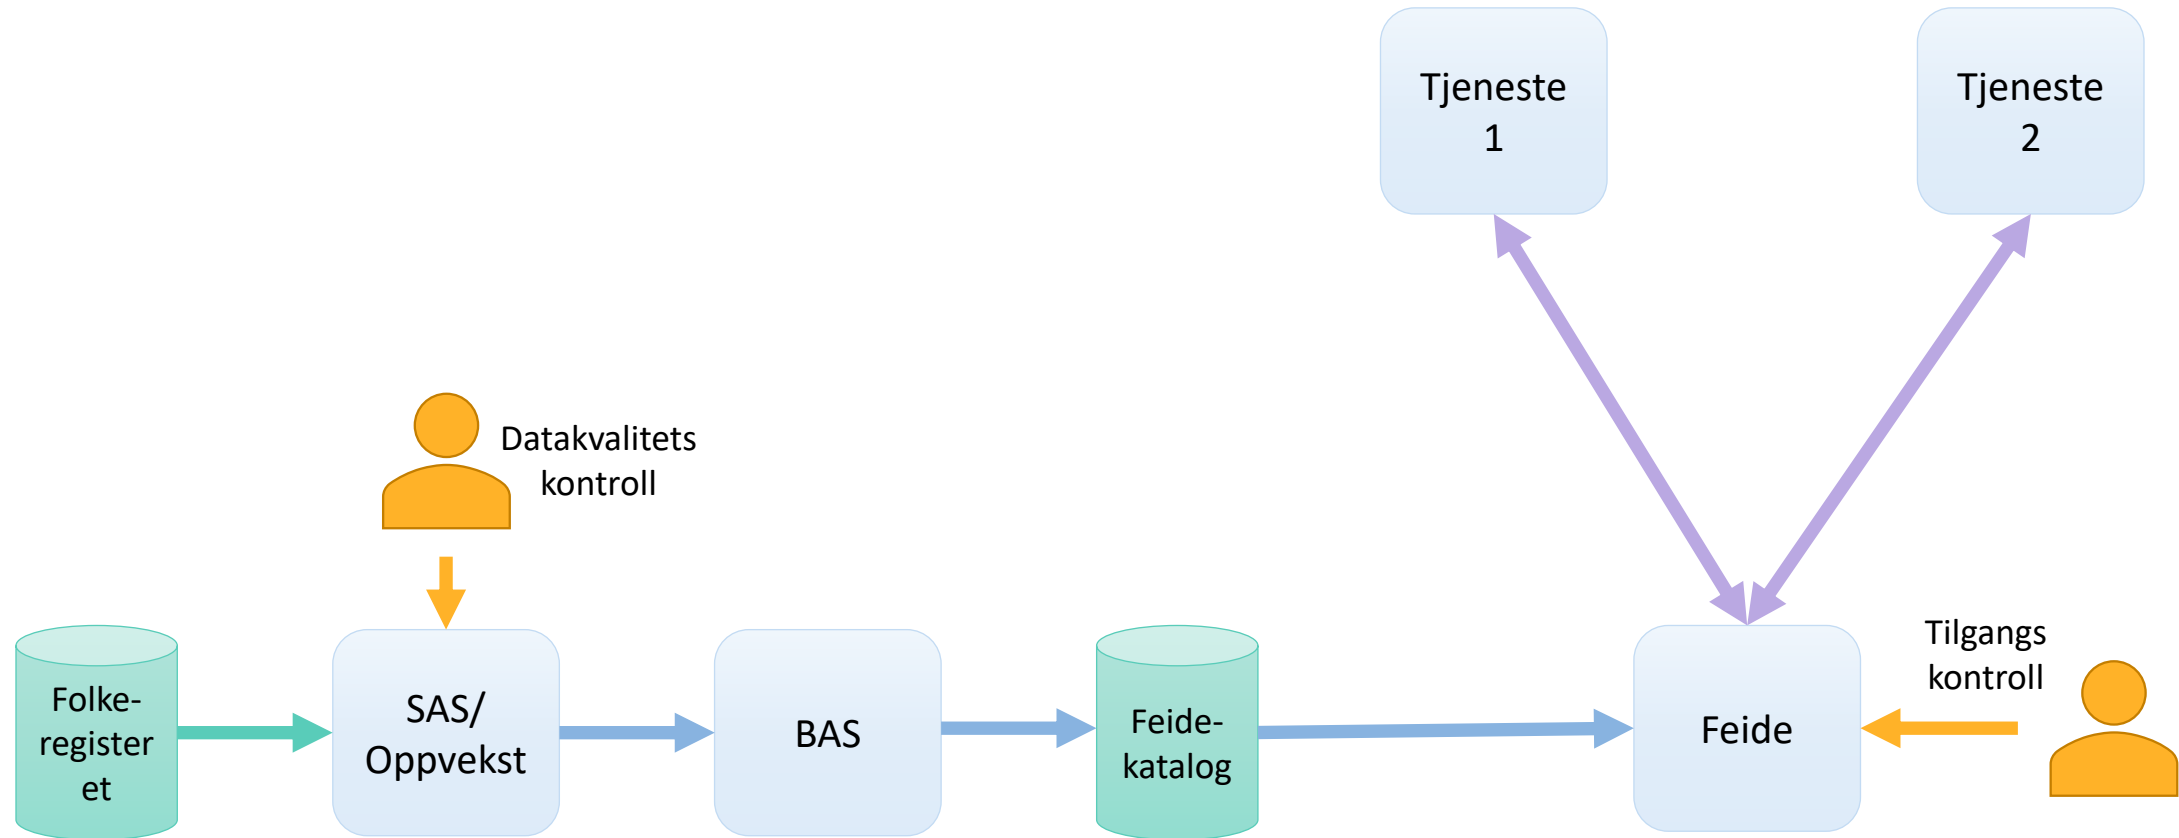 Tjeneste
1
Tjeneste
2
Datakvalitets
kontroll
Folke-
register
et
SAS/
Oppvekst
BAS
Feide-
katalog
Feide
Tilgangs
kontroll